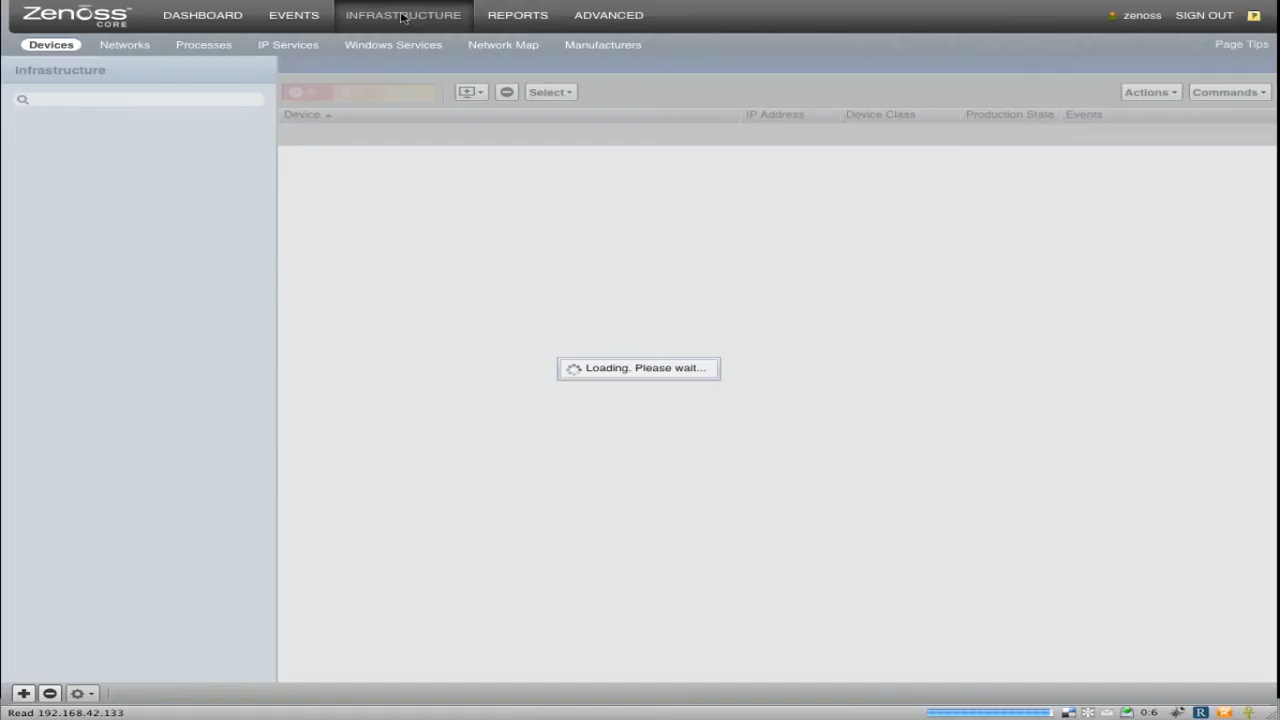 Zenoss CORE DASHBOARD EVENTS INFRASTRUCTURE REPORTS ADVANCED zenoss SIGN OUT ?
Devices Networks Processes IP Services Windows Services Network Map Manufacturers Page Tips
Infrastructure
Select Actions Commands
Device IP Address Device Class Production State Events
Loading. Please wait...
Read 192.168.42.133 0:6 R